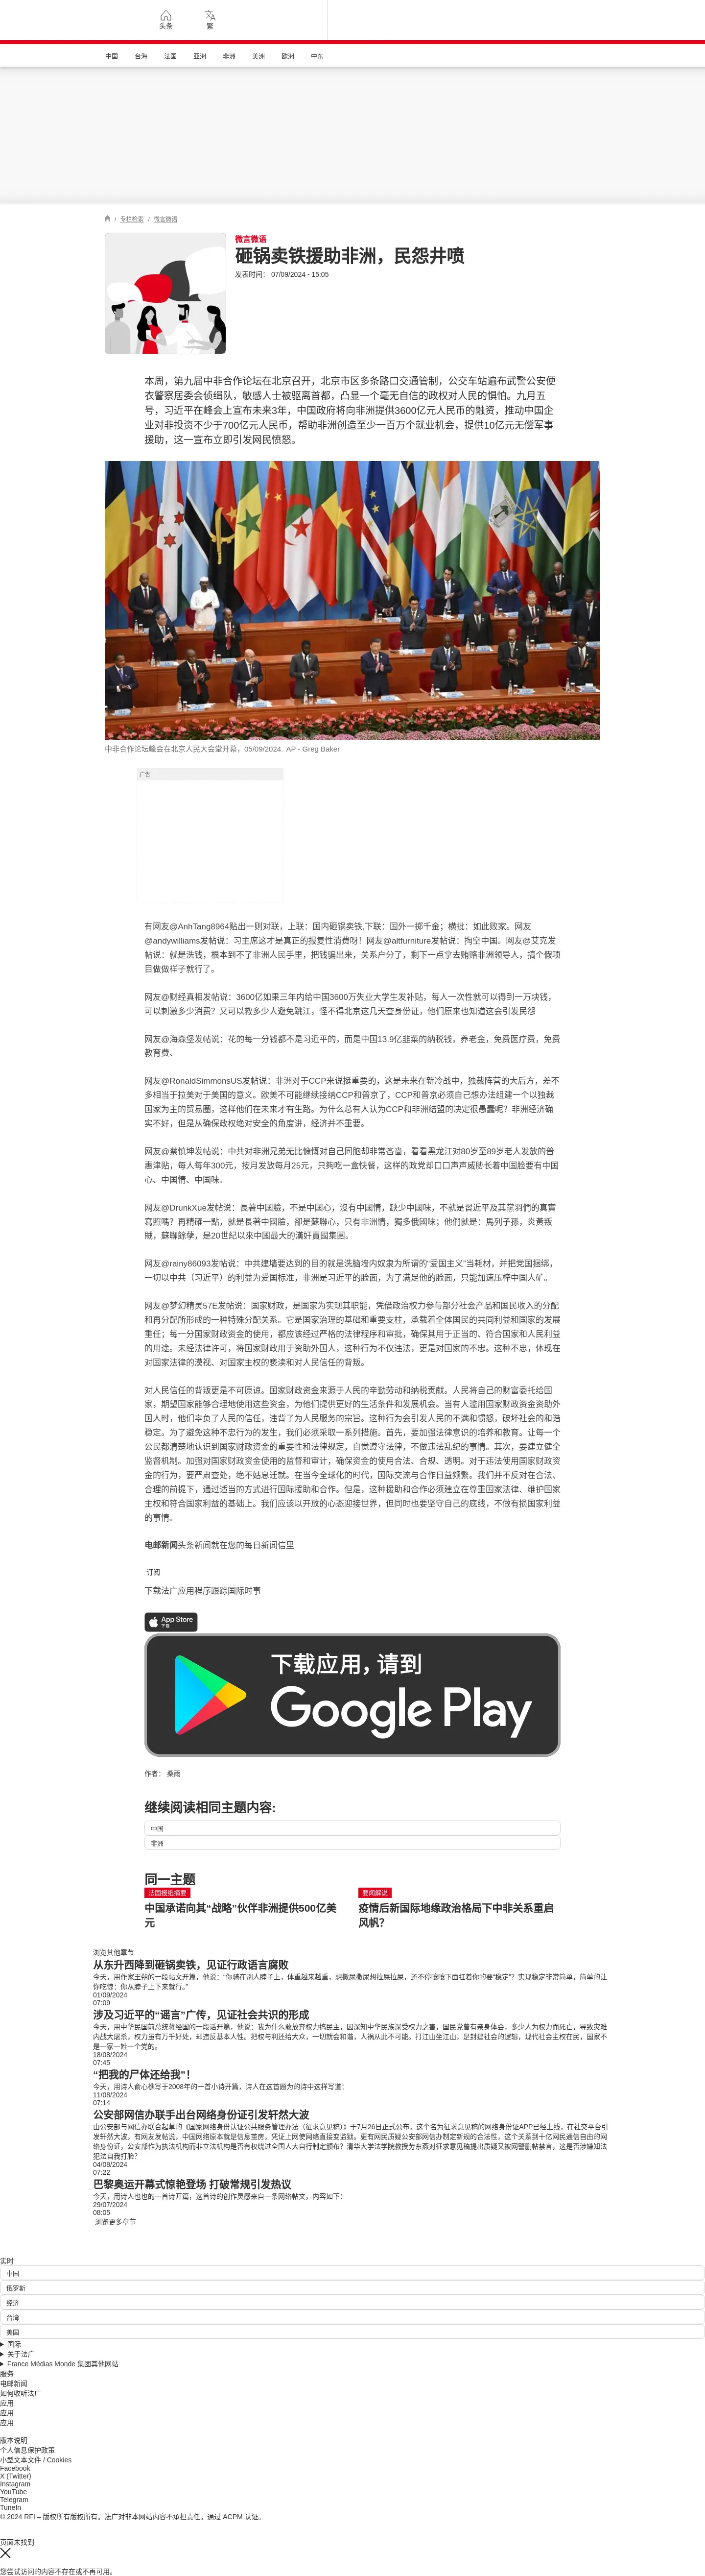 头条
繁
中国 台海 法国 亚洲 非洲 美洲 欧洲 中东
/ 专栏检索 / 微言微语
微言微语
砸锅卖铁援助非洲，民怨井喷
发表时间： 07/09/2024 - 15:05
本周，第九届中非合作论坛在北京召开，北京市区多条路口交通管制，公交车站遍布武警公安便
衣警察居委会侦缉队，敏感人士被驱离首都，凸显一个毫无自信的政权对人民的惧怕。九月五
号，习近平在峰会上宣布未来3年，中国政府将向非洲提供3600亿元人民币的融资，推动中国企
业对非投资不少于700亿元人民币，帮助非洲创造至少一百万个就业机会，提供10亿元无偿军事
援助，这一宣布立即引发网民愤怒。
中非合作论坛峰会在北京人民大会堂开幕，05/09/2024. AP - Greg Baker
广告
有网友@AnhTang8964贴出一则对联，上联：国内砸锅卖铁,下联：国外一掷千金；横批：如此败家。网友
@andywilliams发帖说：习主席这才是真正的报复性消费呀！网友@altfurniture发帖说：掏空中国。网友@艾克发
帖说：就是洗钱，根本到不了非洲人民手里，把钱骗出来，关系户分了，剩下一点拿去贿赂非洲领导人，搞个假项
目做做样子就行了。
网友@财经真相发帖说：3600亿如果三年内给中国3600万失业大学生发补贴，每人一次性就可以得到一万块钱，
可以刺激多少消费？又可以救多少人避免跳江，怪不得北京这几天查身份证，他们原来也知道这会引发民怨
网友@海森堡发帖说：花的每一分钱都不是习近平的，而是中国13.9亿韭菜的纳税钱，养老金，免费医疗费，免费
教育费、
网友@RonaldSimmonsUS发帖说：非洲对于CCP来说挺重要的，这是未来在新冷战中，独裁阵营的大后方，差不
多相当于拉美对于美国的意义。欧美不可能继续接纳CCP和普京了，CCP和普京必须自己想办法组建一个以独裁
国家为主的贸易圈，这样他们在未来才有生路。为什么总有人认为CCP和非洲结盟的决定很愚蠢呢？非洲经济确
实不好，但是从确保政权绝对安全的角度讲，经济并不重要。
网友@蔡慎坤发帖说：中共对非洲兄弟无比慷慨对自己同胞却非常吝啬，看看黑龙江对80岁至89岁老人发放的普
惠津贴，每人每年300元，按月发放每月25元，只夠吃一盒快餐，这样的政党却口口声声威胁长着中国脸要有中国
心、中国情、中国味。
网友@DrunkXue发帖说：長著中國臉，不是中國心，沒有中國情，缺少中國味，不就是習近平及其黨羽們的真實
寫照嗎？再精確一點，就是長著中國臉，卻是蘇聯心，只有非洲情，獨多俄國味；他們就是：馬列子孫，炎黃叛
賊，蘇聯餘孽，是20世紀以來中國最大的漢奸賣國集團。
网友@rainy86093发帖说：中共建墙要达到的目的就是洗脑墙内奴隶为所谓的“爱国主义”当耗材，并把党国捆绑，
一切以中共（习近平）的利益为爱国标准，非洲是习近平的脸面，为了满足他的脸面，只能加速压榨中国人矿。
网友@梦幻精灵57E发帖说：国家财政，是国家为实现其职能，凭借政治权力参与部分社会产品和国民收入的分配
和再分配所形成的一种特殊分配关系。它是国家治理的基础和重要支柱，承载着全体国民的共同利益和国家的发展
重任；每一分国家财政资金的使用，都应该经过严格的法律程序和审批，确保其用于正当的、符合国家和人民利益
的用途。未经法律许可，将国家财政用于资助外国人，这种行为不仅违法，更是对国家的不忠。这种不忠，体现在
对国家法律的漠视、对国家主权的亵渎和对人民信任的背叛。
对人民信任的背叛更是不可原谅。国家财政资金来源于人民的辛勤劳动和纳税贡献。人民将自己的财富委托给国
家，期望国家能够合理地使用这些资金，为他们提供更好的生活条件和发展机会。当有人滥用国家财政资金资助外
国人时，他们辜负了人民的信任，违背了为人民服务的宗旨。这种行为会引发人民的不满和愤怒，破坏社会的和谐
稳定。为了避免这种不忠行为的发生，我们必须采取一系列措施。首先，要加强法律意识的培养和教育。让每一个
公民都清楚地认识到国家财政资金的重要性和法律规定，自觉遵守法律，不做违法乱纪的事情。其次，要建立健全
监督机制。加强对国家财政资金使用的监督和审计，确保资金的使用合法、合规、透明。对于违法使用国家财政资
金的行为，要严肃查处，绝不姑息迁就。在当今全球化的时代，国际交流与合作日益频繁。我们并不反对在合法、
合理的前提下，通过适当的方式进行国际援助和合作。但是，这种援助和合作必须建立在尊重国家法律、维护国家
主权和符合国家利益的基础上。我们应该以开放的心态迎接世界，但同时也要坚守自己的底线，不做有损国家利益
的事情。
电邮新闻头条新闻就在您的每日新闻信里
订阅
下载法广应用程序跟踪国际时事
App Store
下载
下载应用，请到
Google Play
作者： 桑雨
继续阅读相同主题内容:
中国
非洲
同一主题
法国报纸摘要
中国承诺向其“战略”伙伴非洲提供500亿美
元
要闻解说
疫情后新国际地缘政治格局下中非关系重启
风帆？
浏览其他章节
从东升西降到砸锅卖铁，见证行政语言腐败
今天，用作家王朔的一段帖文开篇，他说：“你骑在别人脖子上，体重越来越重，想撒尿撒尿想拉屎拉屎，还不停嚷嚷下面扛着你的要“稳定”？实现稳定非常简单，简单的让
你吃惊：你从脖子上下来就行。”
01/09/2024
07:09
涉及习近平的“谣言”广传，见证社会共识的形成
今天，用中华民国前总统蒋经国的一段话开篇，他说：我为什么敢放弃权力搞民主，因深知中华民族深受权力之害，国民党曾有亲身体会，多少人为权力而死亡，导致灾难
内战大屠杀，权力虽有万千好处，却违反基本人性。把权与利还给大众，一切就会和谐，人祸从此不可能。打江山坐江山，是封建社会的逻辑，现代社会主权在民，国家不
是一家一姓一个党的。
18/08/2024
07:45
“把我的尸体还给我”！
今天，用诗人俞心樵写于2008年的一首小诗开篇，诗人在这首题为的诗中这样写道：
11/08/2024
07:14
公安部网信办联手出台网络身份证引发轩然大波
由公安部与网信办联合起草的《国家网络身份认证公共服务管理办法（征求意见稿）》于7月26日正式公布，这个名为征求意见稿的网络身份证APP已经上线，在社交平台引
发轩然大波，有网友发帖说，中国网络原本就是信息茧房，凭证上网使网络直接变监狱。更有网民质疑公安部网信办制定新规的合法性，这个关系到十亿网民通信自由的网
络身份证，公安部作为执法机构而非立法机构是否有权绕过全国人大自行制定颁布？清华大学法学院教授劳东燕对征求意见稿提出质疑又被网警删帖禁言，这是否涉嫌知法
犯法自我打脸？
04/08/2024
07:22
巴黎奥运开幕式惊艳登场 打破常规引发热议
今天，用诗人也也的一首诗开篇，这首诗的创作灵感来自一条网络帖文，内容如下：
29/07/2024
08:05
浏览更多章节
实时
中国
俄罗斯
经济
台湾
美国
国际
关于法广
France Médias Monde 集团其他网站
服务
电邮新闻
如何收听法广
应用
应用
应用
版本说明
个人信息保护政策
小型文本文件 / Cookies
Facebook
X (Twitter)
Instagram
YouTube
Telegram
TuneIn
© 2024 RFI – 版权所有版权所有。法广对非本网站内容不承担责任。通过 ACPM 认证。
页面未找到
您尝试访问的内容不存在或不再可用。